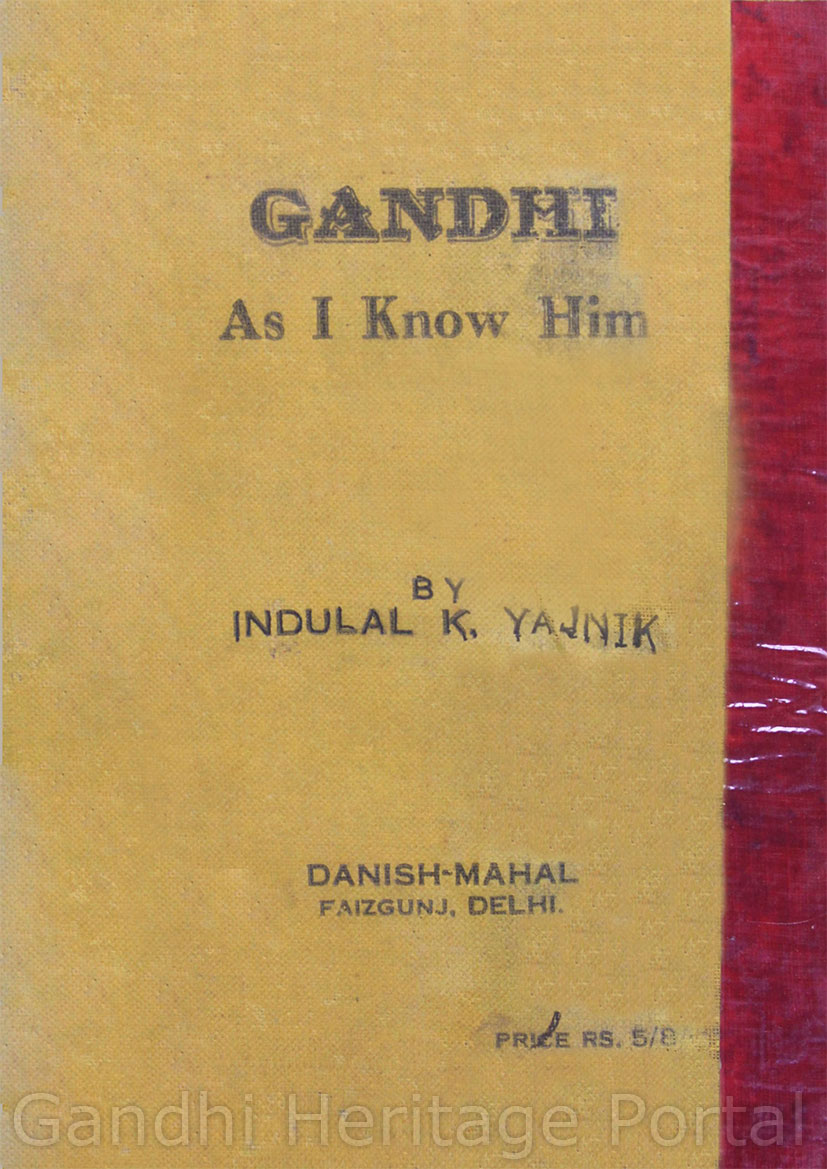 GANDHI
As I Know Him
BY
INDULAL K. YAJNIK
DANISH-MAHAL
FAIZGUNJ, DELHI.
PRICE RS. 5/8
Gandhi Heritage Portal